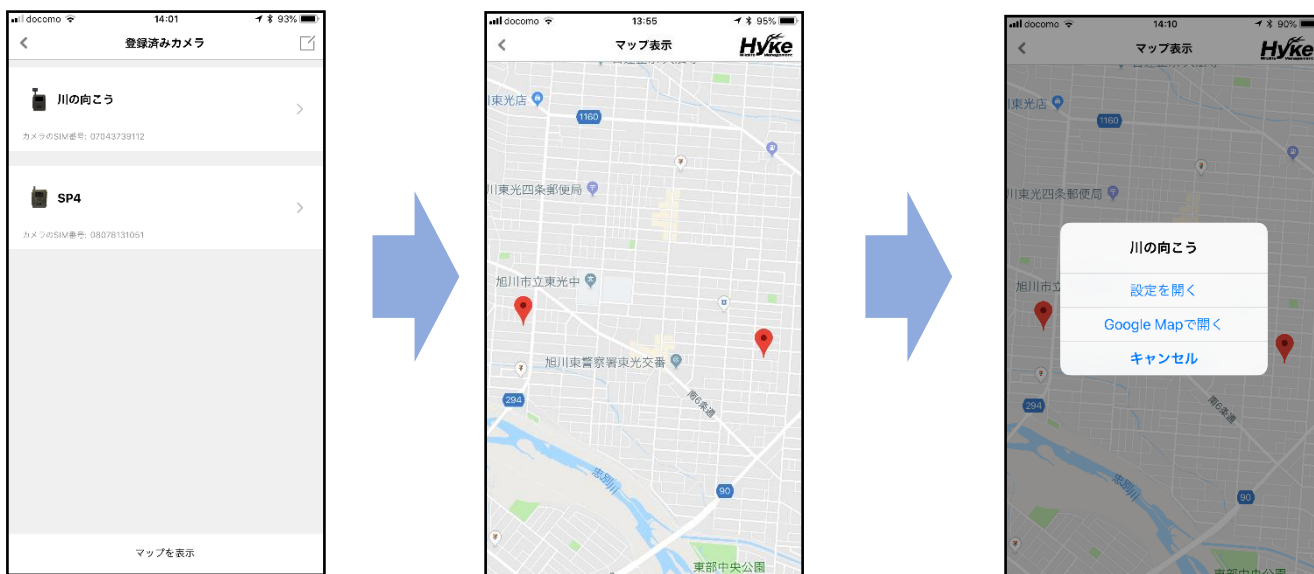 docomo 14:01 93%
登録済みカメラ
川の向こう
カメラのSIM番号: 07043739112
SP4
カメラのSIM番号: 08078131051
マップを表示
docomo 13:55 95%
マップ表示
Hyke
東光店
1160
川東光四条郵便局
旭川市立東光中
旭川東警察署東光交番
294
南6条通
忠別川
90
東部中央公園
docomo 14:10 90%
マップ表示
Hyke
東光店
1160
川東光四条郵便局
川の向こう
旭川市立
設定を開く
Google Mapで開く
キャンセル
294
南6条通
忠別川
90
東部中央公園